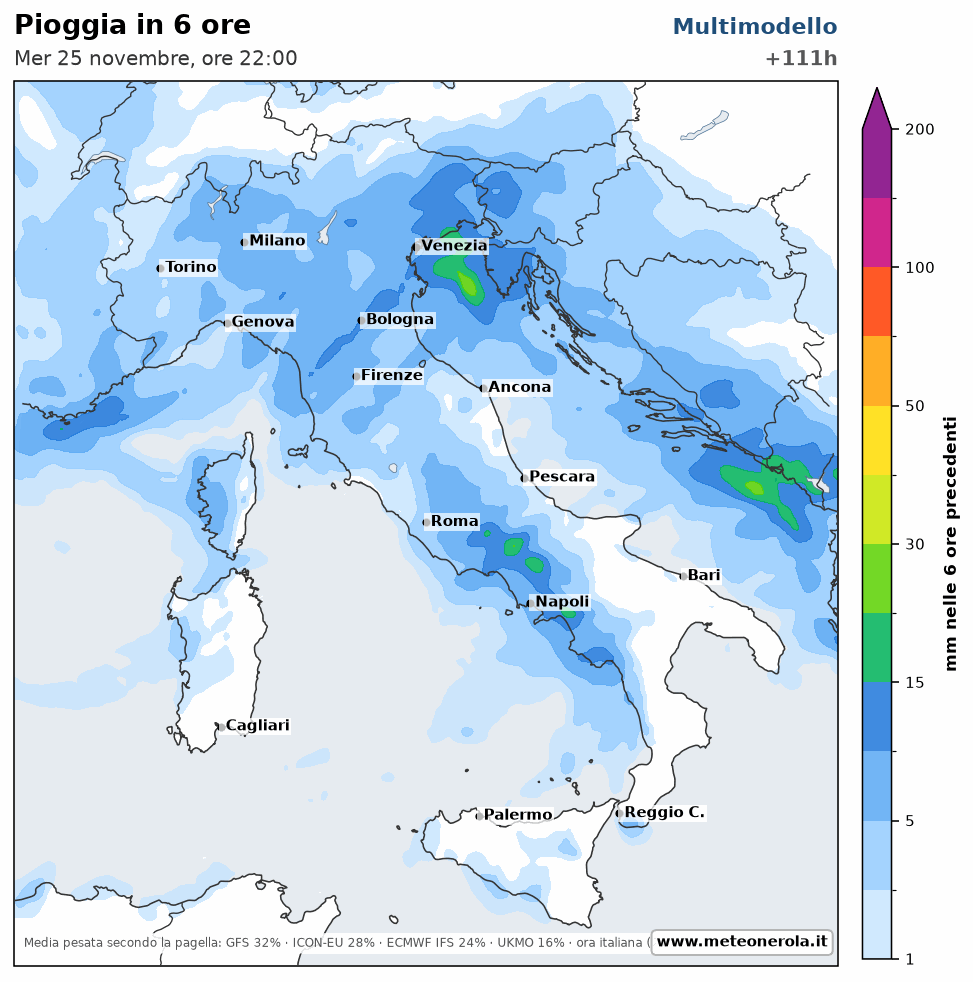 Pioggia in 6 ore
Multimodello
Mer 25 novembre, ore 22:00
+111h
200
100
50
30
15
5
1
mm nelle 6 ore precedenti
Venezia
Milano
Torino
Genova
Bologna
Firenze
Ancona
Pescara
Roma
Bari
Napoli
Cagliari
Palermo
Reggio C.
Media pesata secondo la pagella: GFS 32% · ICON-EU 28% · ECMWF IFS 24% · UKMO 16% · ora italiana (
www.meteonerola.it